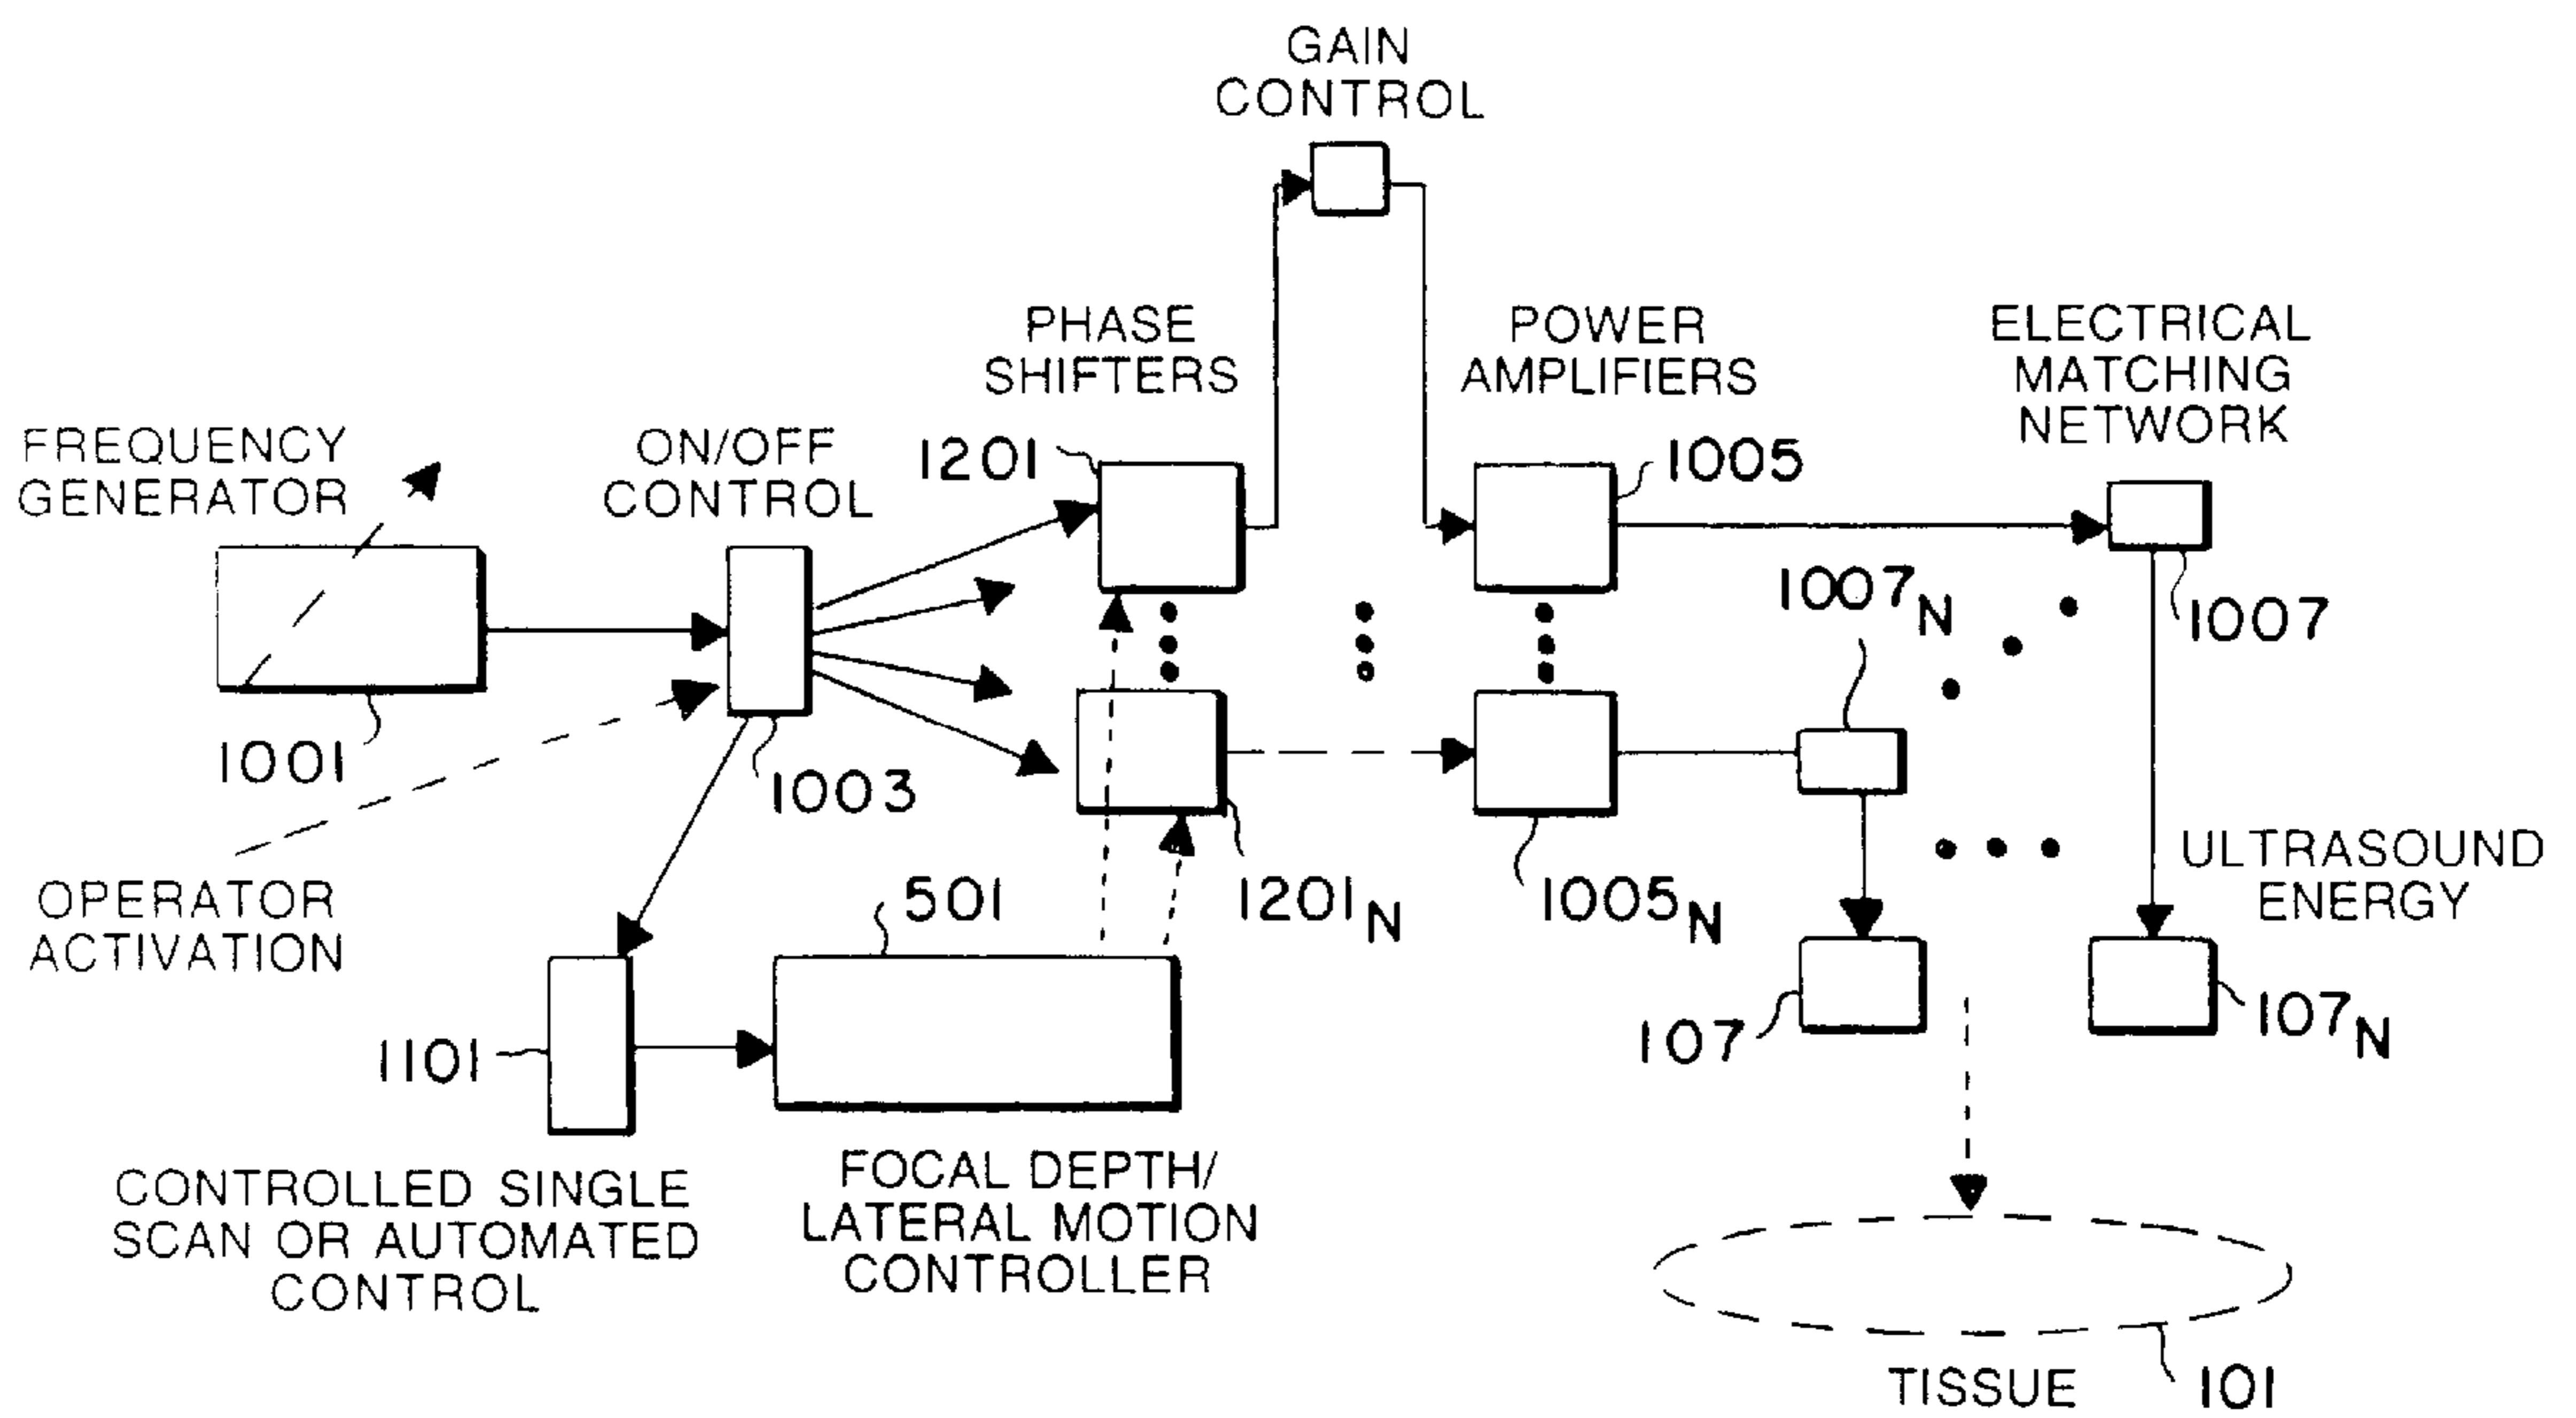 GAIN
CONTROL
PHASE
SHIFTERS
POWER
AMPLIFIERS
ELECTRICAL
MATCHING
NETWORK
FREQUENCY
GENERATOR
ON/OFF
CONTROL
1201
1005
1007N
1007
1001
1003
OPERATOR
ACTIVATION
501
1201N
1005N
ULTRASOUND
ENERGY
1101
107
107N
CONTROLLED SINGLE
SCAN OR AUTOMATED
CONTROL
FOCAL DEPTH/
LATERAL MOTION
CONTROLLER
TISSUE
101